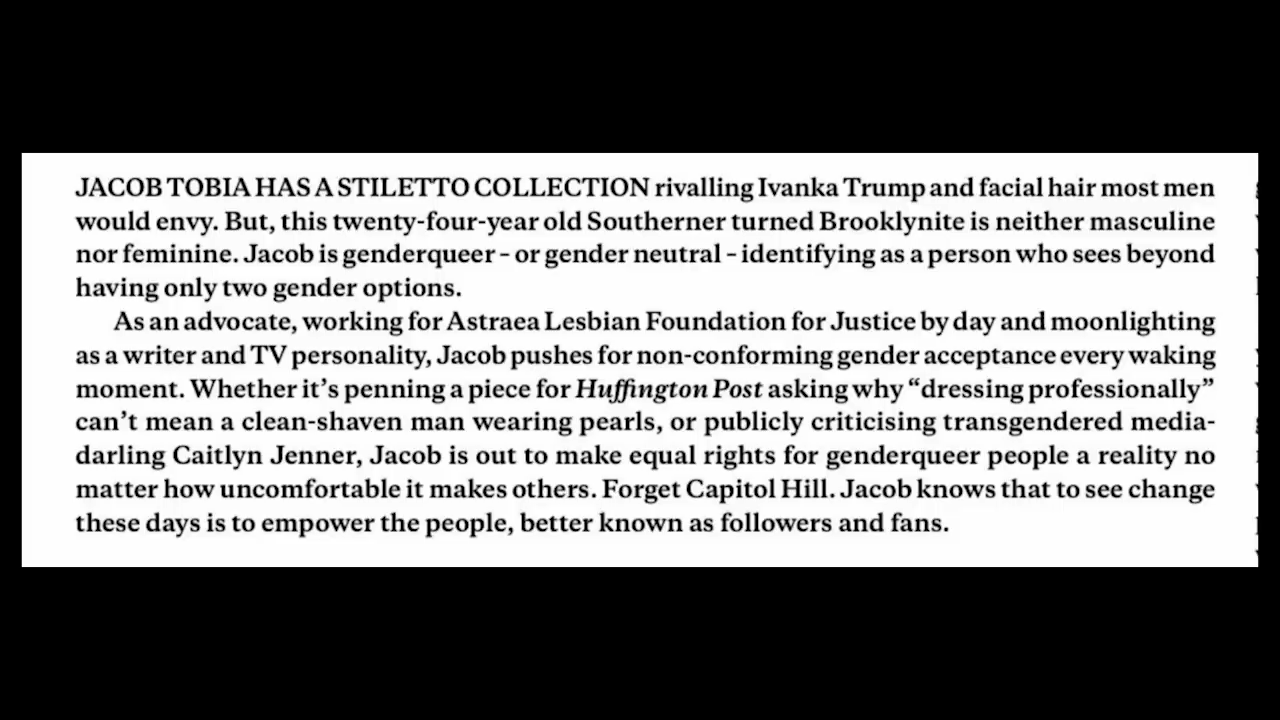 JACOB TOBIA HAS A STILETTO COLLECTION rivalling Ivanka Trump and facial hair most men
would envy. But, this twenty-four-year old Southerner turned Brooklynite is neither masculine
nor feminine. Jacob is genderqueer – or gender neutral – identifying as a person who sees beyond
having only two gender options.
As an advocate, working for Astraea Lesbian Foundation for Justice by day and moonlighting
as a writer and TV personality, Jacob pushes for non-conforming gender acceptance every waking
moment. Whether it’s penning a piece for Huffington Post asking why “dressing professionally”
can’t mean a clean-shaven man wearing pearls, or publicly criticising transgendered media-
darling Caitlyn Jenner, Jacob is out to make equal rights for genderqueer people a reality no
matter how uncomfortable it makes others. Forget Capitol Hill. Jacob knows that to see change
these days is to empower the people, better known as followers and fans.